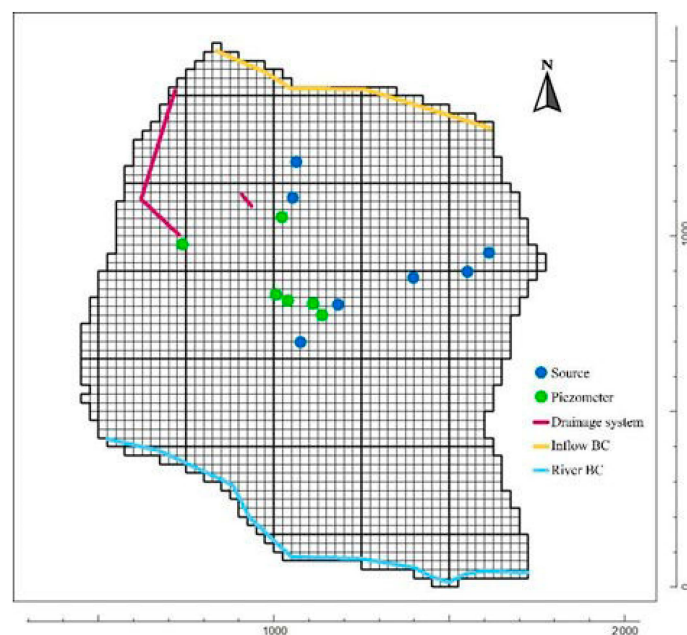 N
1000
Source
Piezometer
Drainage system
Inflow BC
River BC
0
1000
2000